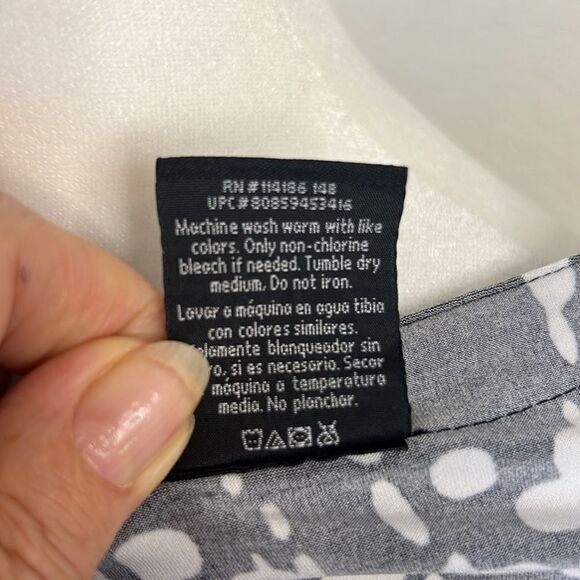 RN#114186 148
UPC#80859453416
Machine wash warm with like
colors. Only non-chlorine
bleach if needed. Tumble dry
medium. Do not iron.
Lavar a máquina en agua tibia
con colores similares.
blanqueador sin
si es necesario. Secar
máquina a temperatura
media. No planchar.